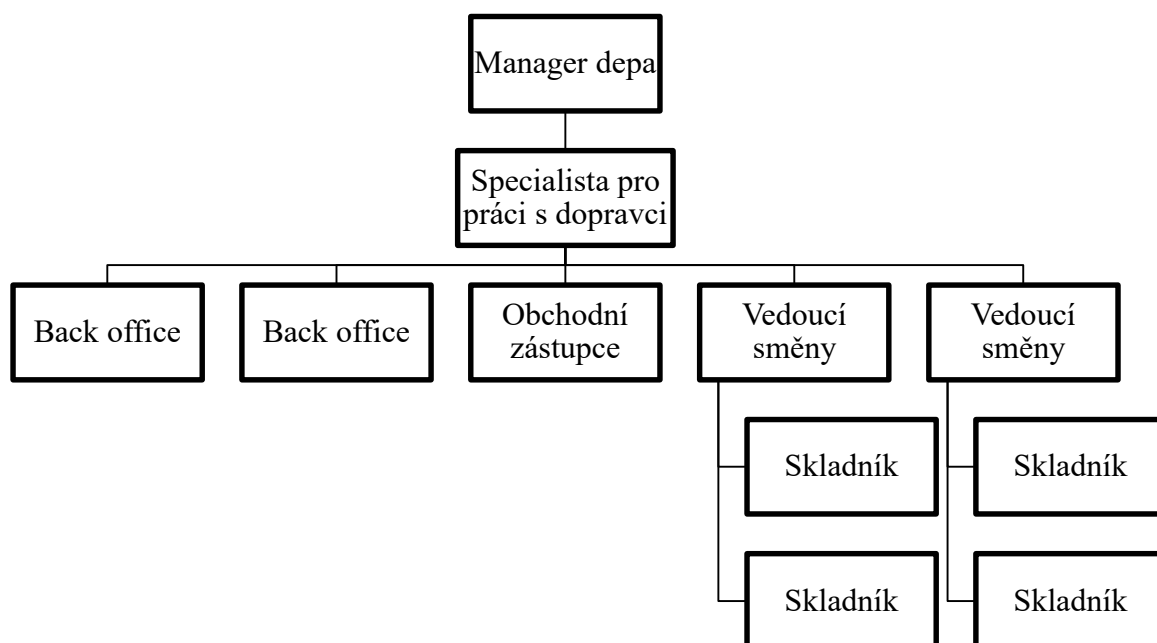 Manager depa
Specialista pro
práci s dopravci
Back office
Back office
Obchodní
zástupce
Vedoucí
směny
Vedoucí
směny
Skladník
Skladník
Skladník
Skladník